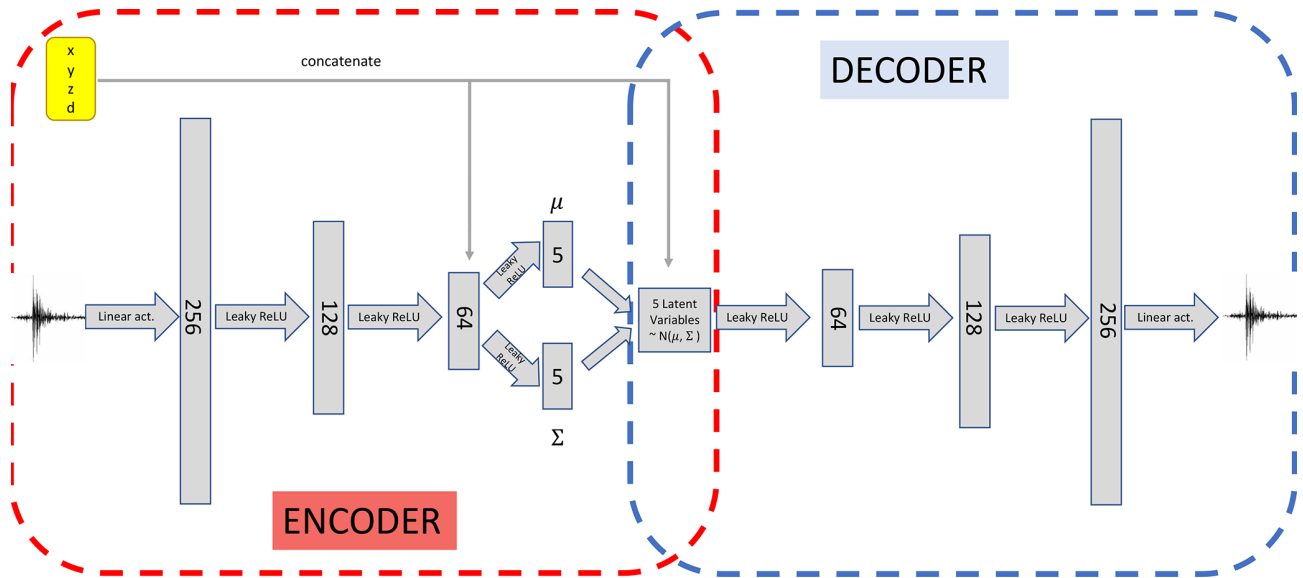 x
y
z
d
concatenate
DECODER
μ
Linear act.
256
Leaky ReLU
128
Leaky ReLU
64
Leaky
ReLU
5
Leaky
ReLU
5
Σ
5 Latent
Variables
~ N(μ, Σ )
Leaky ReLU
64
Leaky ReLU
128
Leaky ReLU
256
Linear act.
ENCODER